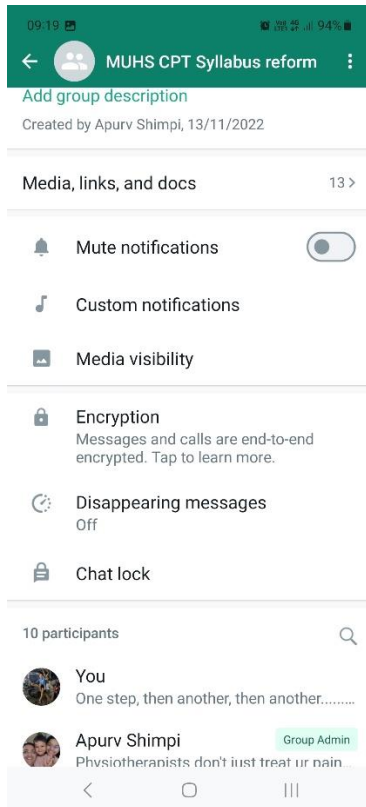 09:19 94%
MUHS CPT Syllabus reform
Add group description
Created by Apurv Shimpi, 13/11/2022
Media, links, and docs 13 >
Mute notifications
Custom notifications
Media visibility
Encryption
Messages and calls are end-to-end
encrypted. Tap to learn more.
Disappearing messages
Off
Chat lock
10 participants
You
One step, then another, then another.........
Apurv Shimpi Group Admin
Physiotherapists don't just treat ur pain...